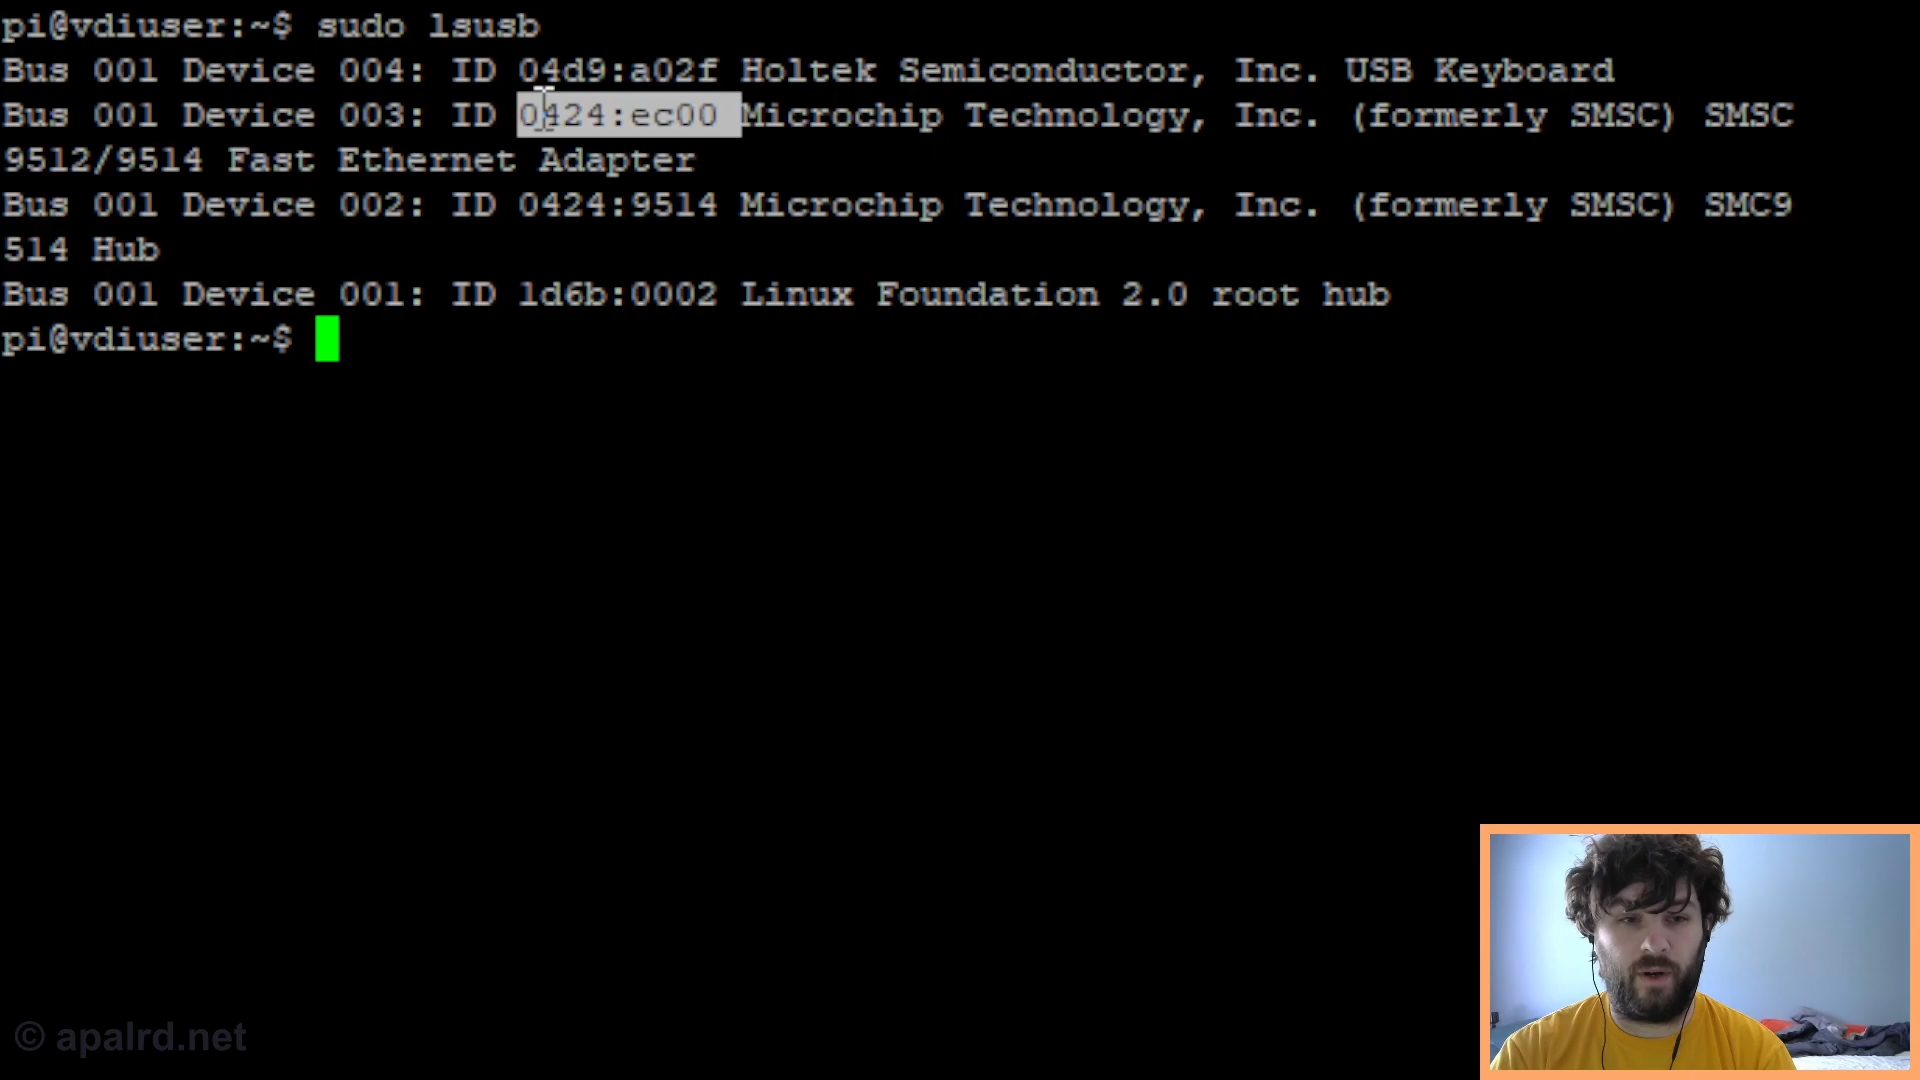 pi@vdiuser:~$ sudo lsusb
Bus 001 Device 004: ID 04d9:a02f Holtek Semiconductor, Inc. USB Keyboard
Bus 001 Device 003: ID 0424:ec00 Microchip Technology, Inc. (formerly SMSC) SMSC
9512/9514 Fast Ethernet Adapter
Bus 001 Device 002: ID 0424:9514 Microchip Technology, Inc. (formerly SMSC) SMC9
514 Hub
Bus 001 Device 001: ID 1d6b:0002 Linux Foundation 2.0 root hub
pi@vdiuser:~$
© apalrd.net